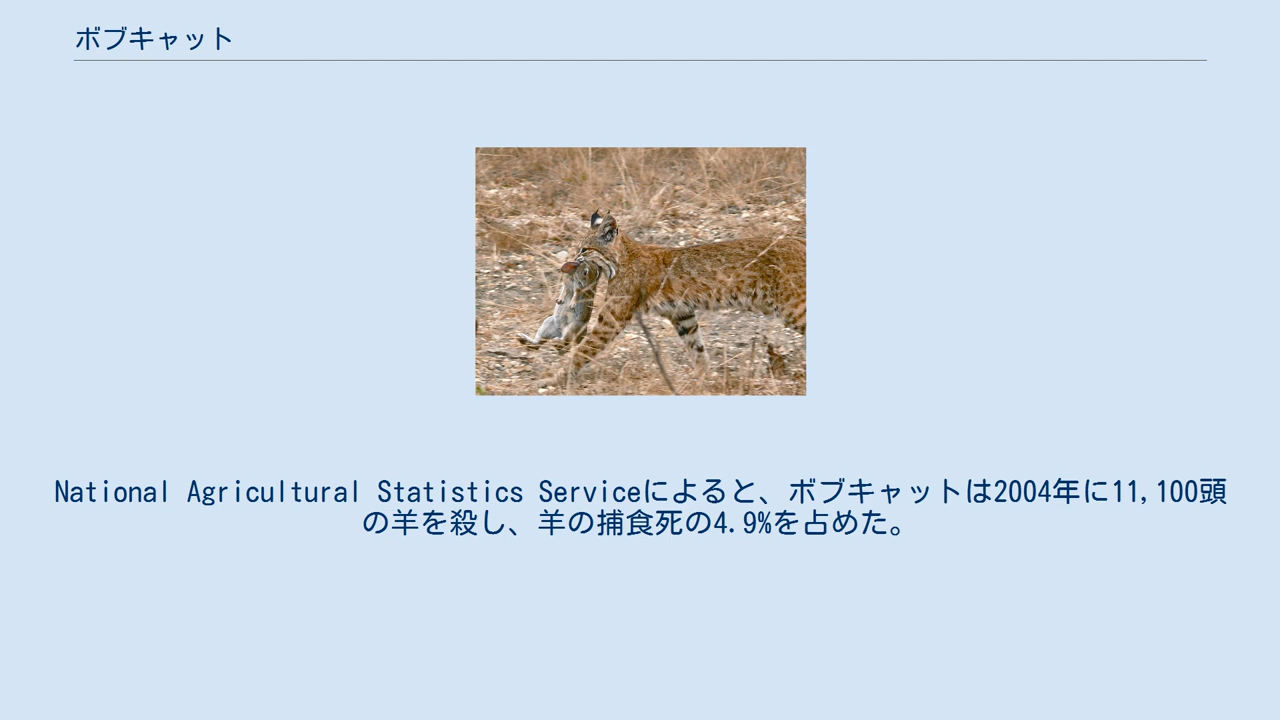 ボブキャット
National Agricultural Statistics Serviceによると、ボブキャットは2004年に11,100頭
の羊を殺し、羊の捕食死の4.9%を占めた。